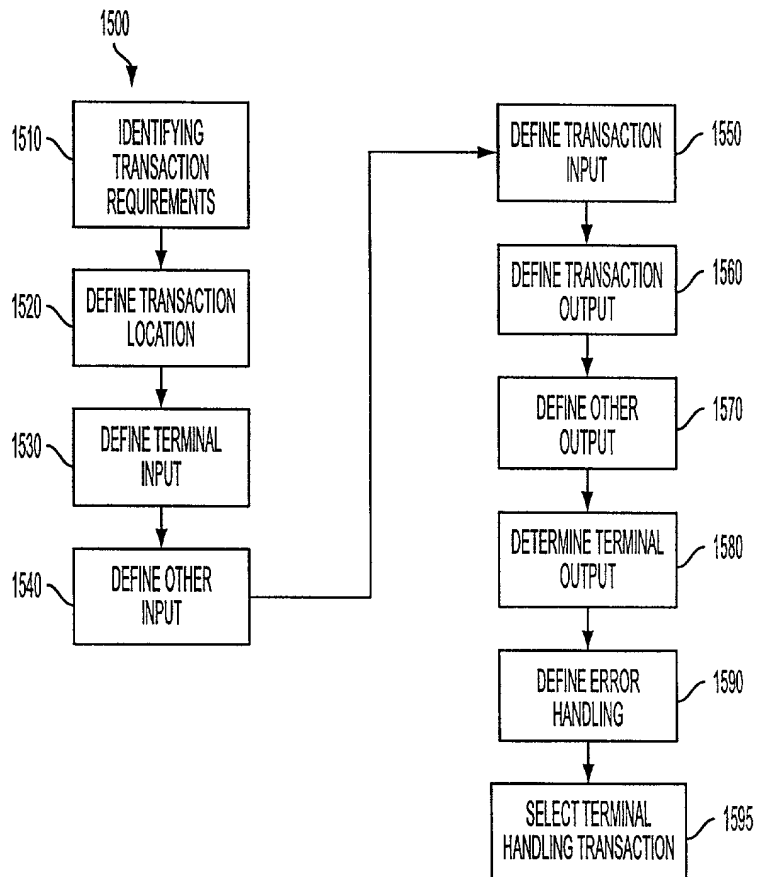 1500
1510
IDENTIFYING
TRANSACTION
REQUIREMENTS
1520
DEFINE TRANSACTION
LOCATION
1530
DEFINE TERMINAL
INPUT
1540
DEFINE OTHER
INPUT
DEFINE TRANSACTION
INPUT
1550
DEFINE TRANSACTION
OUTPUT
1560
DEFINE OTHER
OUTPUT
1570
DETERMINE TERMINAL
OUTPUT
1580
DEFINE ERROR
HANDLING
1590
SELECT TERMINAL
HANDLING TRANSACTION
1595